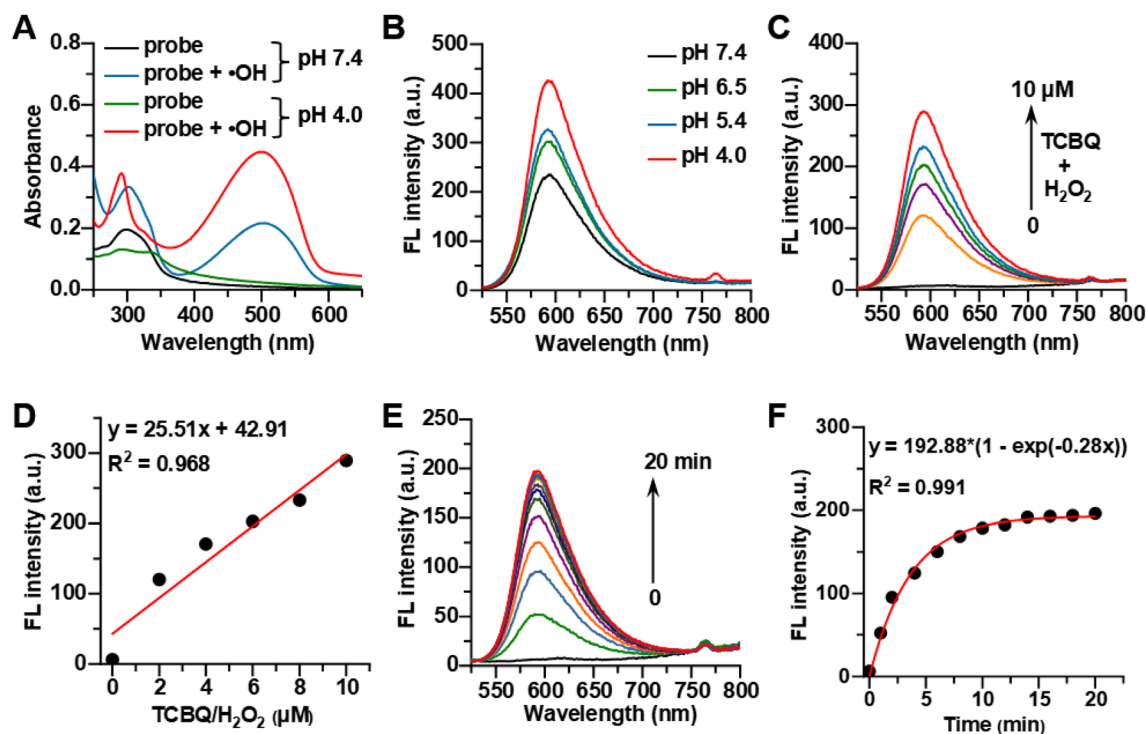 A
0.8
0.6
0.4
0.2
0.0
Absorbance
probe
probe + •OH
pH 7.4
probe
probe + •OH
pH 4.0
300 400 500 600
Wavelength (nm)
B
500
400
300
200
100
0
FL intensity (a.u.)
pH 7.4
pH 6.5
pH 5.4
pH 4.0
550 600 650 700 750 800
Wavelength (nm)
C
400
300
200
100
0
FL intensity (a.u.)
10 µM
TCBQ
+
H₂O₂
0
550 600 650 700 750 800
Wavelength (nm)
D
y = 25.51x + 42.91
R² = 0.968
300
200
100
0
FL intensity (a.u.)
0 2 4 6 8 10
TCBQ/H₂O₂ (µM)
E
250
200
150
100
50
0
FL intensity (a.u.)
20 min
0
550 600 650 700 750 800
Wavelength (nm)
F
300
200
100
0
FL intensity (a.u.)
y = 192.88*(1 - exp(-0.28x))
R² = 0.991
0 5 10 15 20
Time (min)